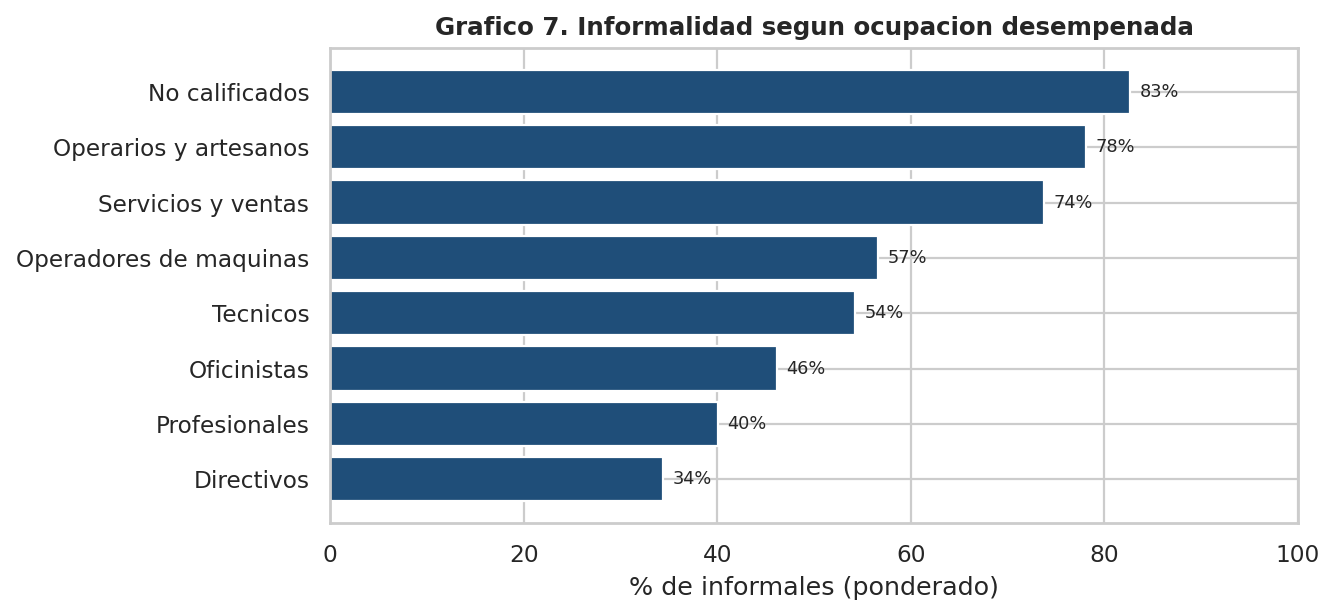 Grafico 7. Informalidad segun ocupacion desempenada
No calificados 83%
Operarios y artesanos 78%
Servicios y ventas 74%
Operadores de maquinas 57%
Tecnicos 54%
Oficinistas 46%
Profesionales 40%
Directivos 34%
0 20 40 60 80 100
% de informales (ponderado)